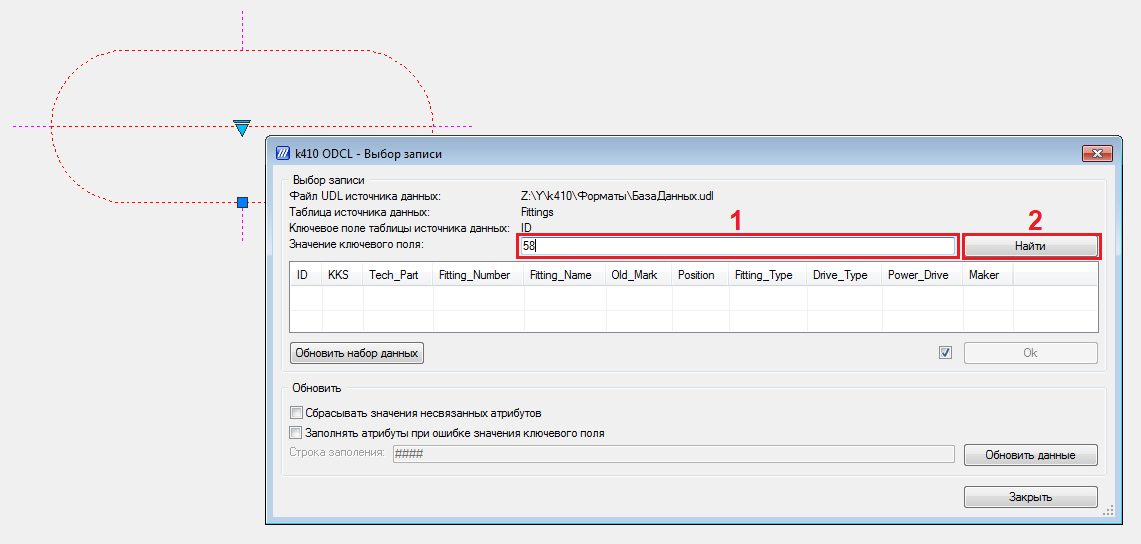 k410 ODCL - Выбор записи
Выбор записи
Файл UDL источника данных: Z:\Y\k410\Форматы\БазаДанных.udl
Таблица источника данных: Fittings
Ключевое поле таблицы источника данных: ID
1 2
Значение ключевого поля: 58 Найти
ID KKS Tech_Part Fitting_Number Fitting_Name Old_Mark Position Fitting_Type Drive_Type Power_Drive Maker
Обновить набор данных Ok
Обновить
Сбрасывать значения несвязанных атрибутов
Заполнять атрибуты при ошибке значения ключевого поля
Строка заполения: #### Обновить данные
Закрыть